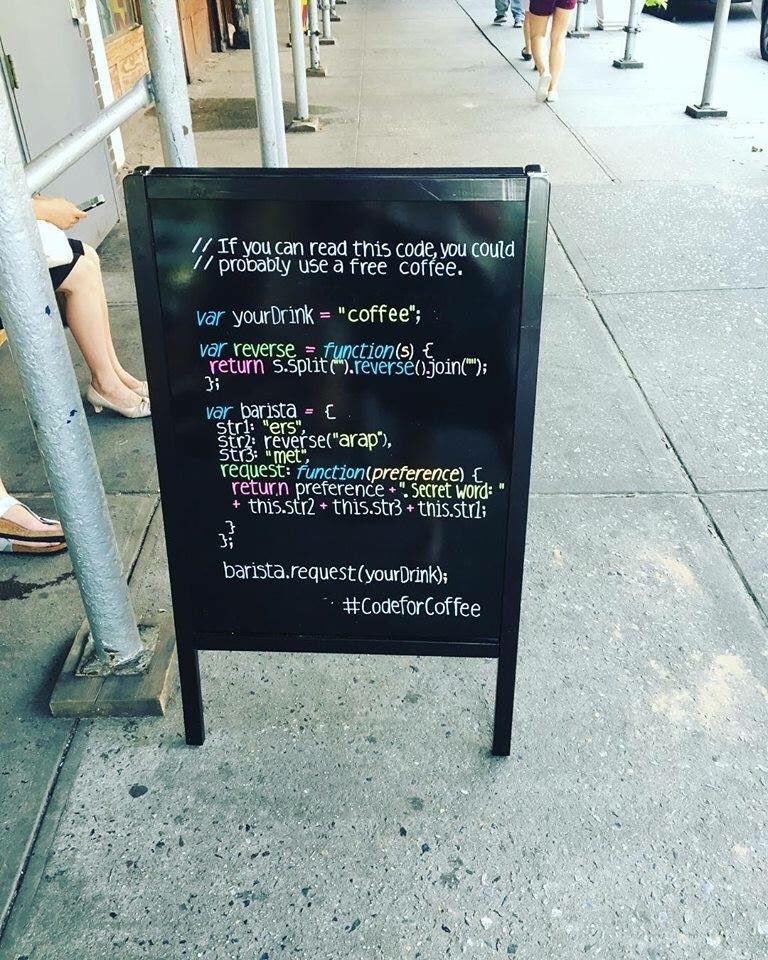 // If you can read this code, you could
// probably use a free coffee.
var yourDrink = "coffee";
var reverse = function(s) {
return s.split("").reverse().join("");
};
var barista = {
str1: "ers",
str2: reverse("arap"),
str3: "met",
request: function(preference) {
return preference + ". Secret word: "
+ this.str2 + this.str3 + this.str1;
}
};
barista.request(yourDrink);
#CodeforCoffee